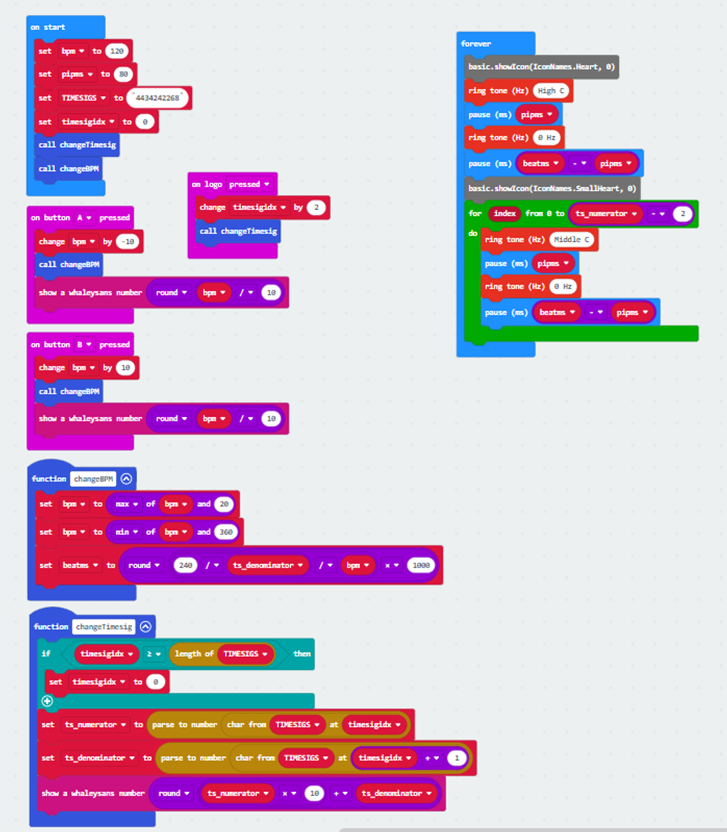 on start
set bpm to 120
set pipms to 80
set TIMESIGS to "4434242268"
set timesigidx to 0
call changeTimesig
call changeBPM
on logo pressed
change timesigidx by 2
call changeTimesig
on button A pressed
change bpm by -10
call changeBPM
show a whaleysans number round bpm / 10
on button B pressed
change bpm by 10
call changeBPM
show a whaleysans number round bpm / 10
function changeBPM
set bpm to max of bpm and 20
set bpm to min of bpm and 360
set beatms to round 240 / ts_denominator / bpm × 1000
function changeTimesig
if timesigidx ≥ length of TIMESIGS then
set timesigidx to 0
set ts_numerator to parse to number char from TIMESIGS at timesigidx
set ts_denominator to parse to number char from TIMESIGS at timesigidx + 1
show a whaleysans number round ts_numerator × 10 + ts_denominator
forever
basic.showIcon(IconNames.Heart, 0)
ring tone (Hz) High C
pause (ms) pipms
ring tone (Hz) 0 Hz
pause (ms) beatms - pipms
basic.showIcon(IconNames.SmallHeart, 0)
for index from 0 to ts_numerator - 2
do
ring tone (Hz) Middle C
pause (ms) pipms
ring tone (Hz) 0 Hz
pause (ms) beatms - pipms